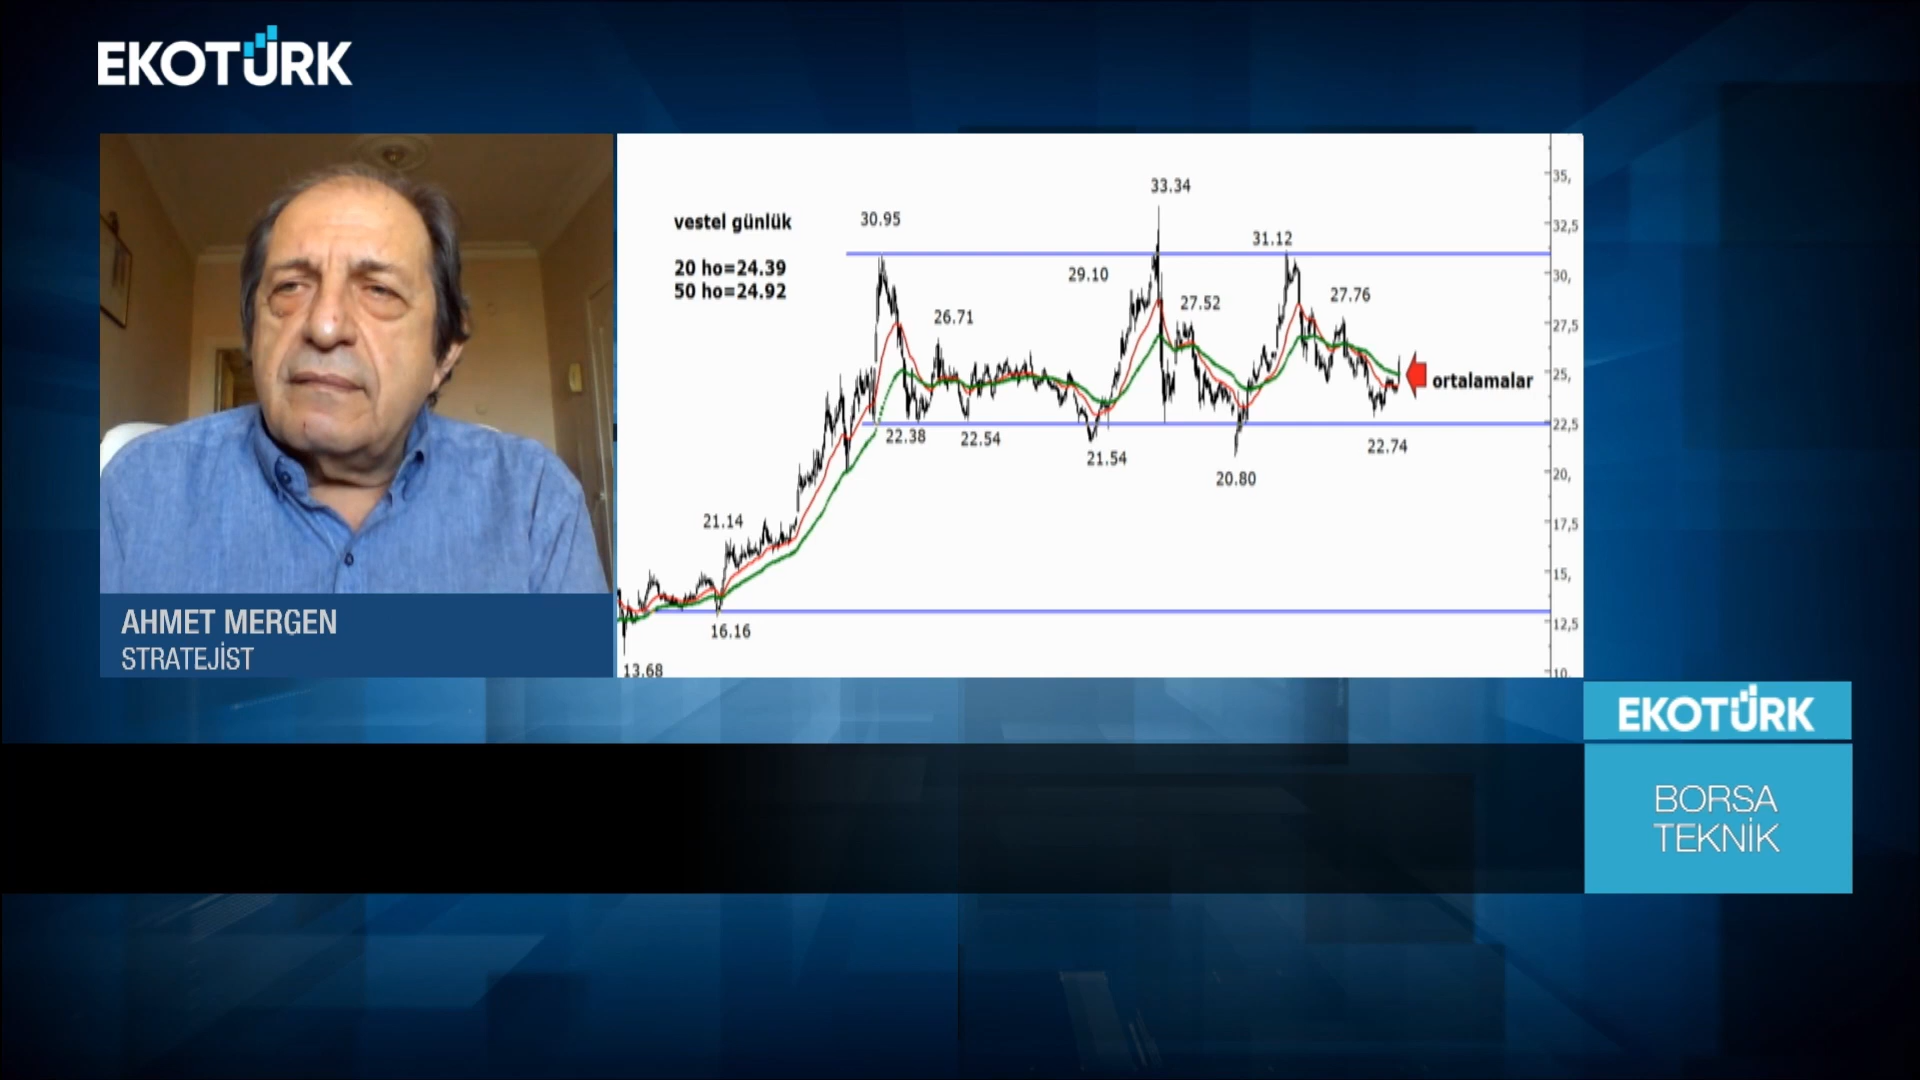 EKOTÜRK
AHMET MERGEN
STRATEJİST
vestel günlük
20 ho=24.39
50 ho=24.92
30.95
33.34
31.12
29.10
27.52
27.76
26.71
22.38
22.54
21.54
20.80
22.74
21.14
16.16
13.68
ortalamalar
35,
32,5
30,
27,5
25,
22,5
20,
17,5
15,
12,5
10,
EKOTÜRK
BORSA
TEKNİK